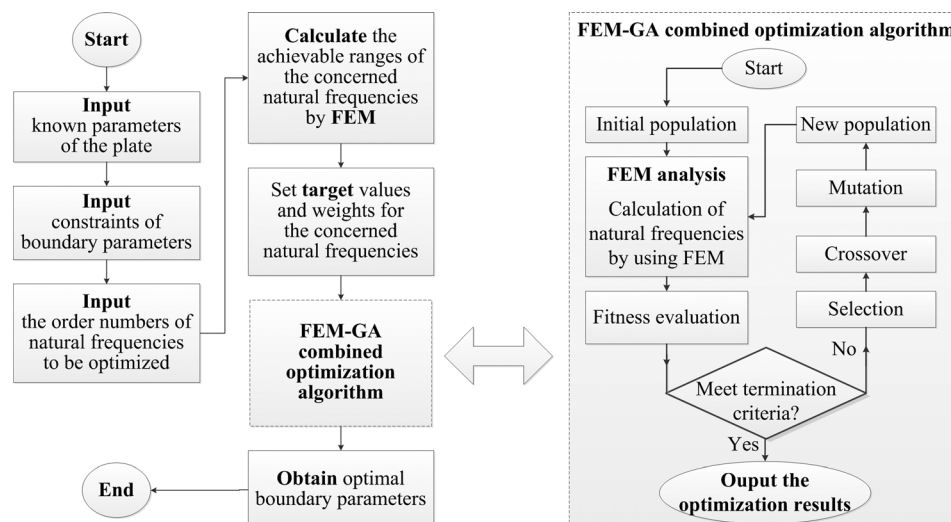 Start
Input
known parameters
of the plate
Input
constraints of
boundary parameters
Input
the order numbers of
natural frequencies
to be optimized
Calculate the
achievable ranges of
the concerned
natural frequencies
by FEM
Set target values
and weights for
the concerned
natural frequencies
FEM-GA
combined
optimization
algorithm
Obtain optimal
boundary parameters
End
FEM-GA combined optimization algorithm
Start
Initial population
FEM analysis
Calculation of
natural frequencies
by using FEM
Fitness evaluation
Meet termination
criteria?
No
Selection
Crossover
Mutation
New population
Yes
Ouput the
optimization results